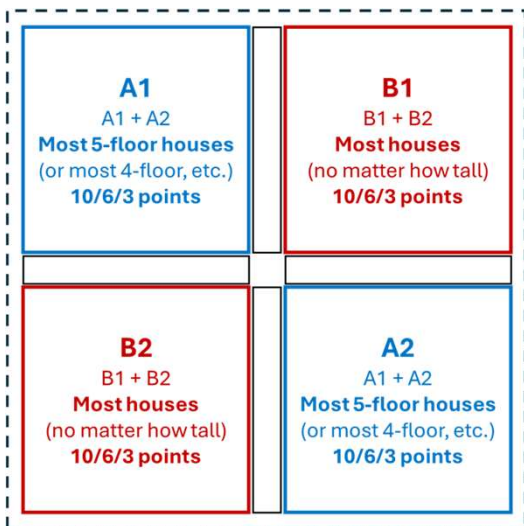 A1
A1 + A2
Most 5-floor houses
(or most 4-floor, etc.)
10/6/3 points
B1
B1 + B2
Most houses
(no matter how tall)
10/6/3 points
B2
B1 + B2
Most houses
(no matter how tall)
10/6/3 points
A2
A1 + A2
Most 5-floor houses
(or most 4-floor, etc.)
10/6/3 points